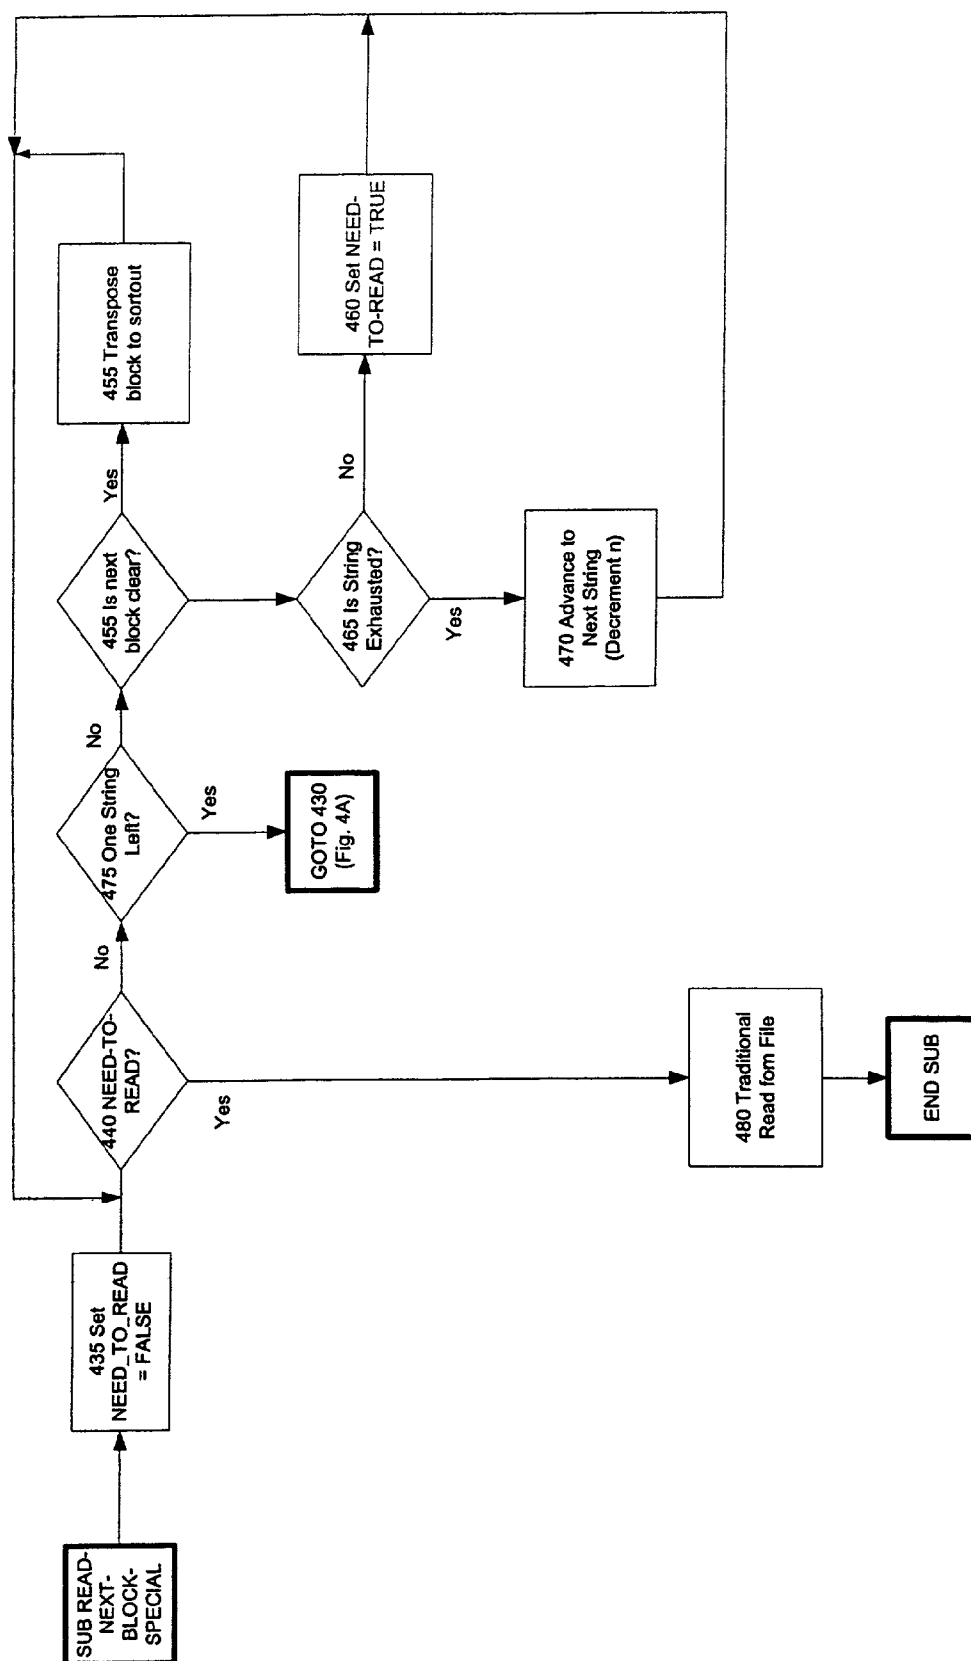 SUB READ-
NEXT-
BLOCK-
SPECIAL
435 Set
NEED_TO_READ
= FALSE
440 NEED-TO-
READ?
No
Yes
475 One String
Left?
No
Yes
GOTO 430
(Fig. 4A)
455 Is next
block clear?
Yes
455 Transpose
block to sortout
465 Is String
Exhausted?
No
Yes
460 Set NEED-
TO-READ = TRUE
470 Advance to
Next String
(Decrement n)
480 Traditional
Read fom File
END SUB